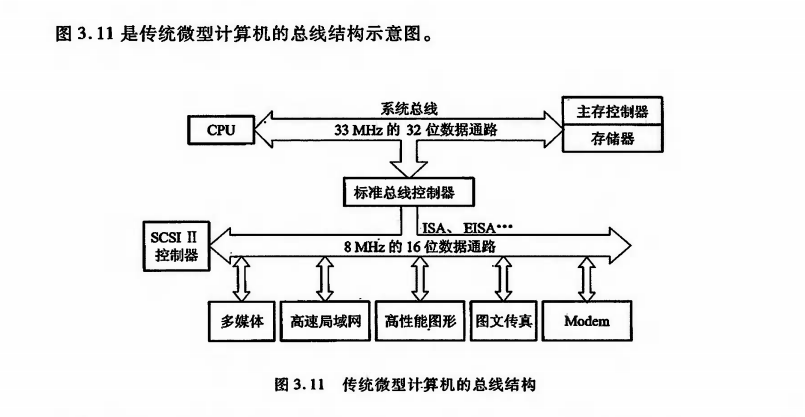 图 3.11 是传统微型计算机的总线结构示意图。
系统总线
主存控制器
CPU
33 MHz 的 32 位数据通路
存储器
标准总线控制器
ISA、EISA…
SCSI Ⅱ
控制器
8 MHz 的 16 位数据通路
多媒体
高速局域网
高性能图形
图文传真
Modem
图 3.11 传统微型计算机的总线结构